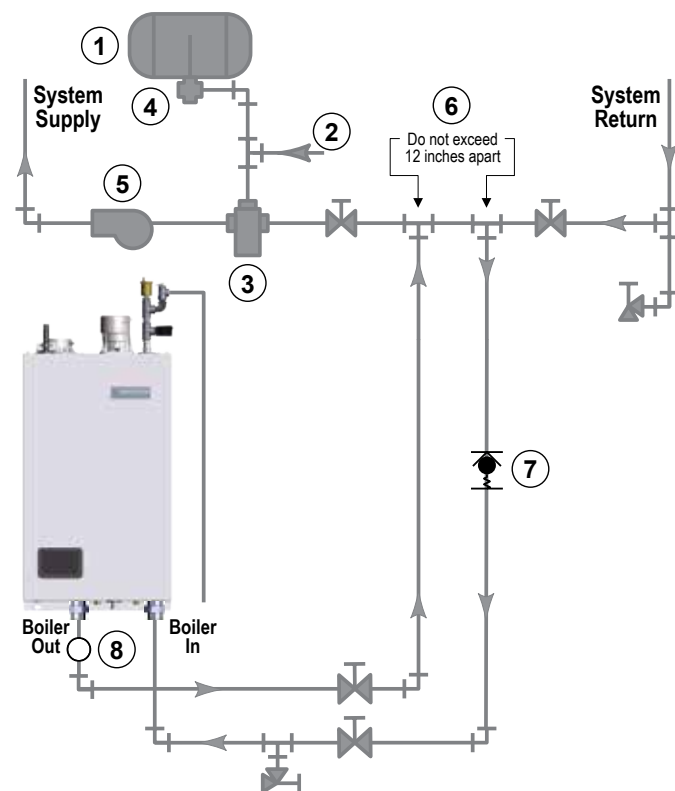 1
System
Supply
4
2
6
Do not exceed
12 inches apart
System
Return
5
3
7
Boiler
Out
8
Boiler
In